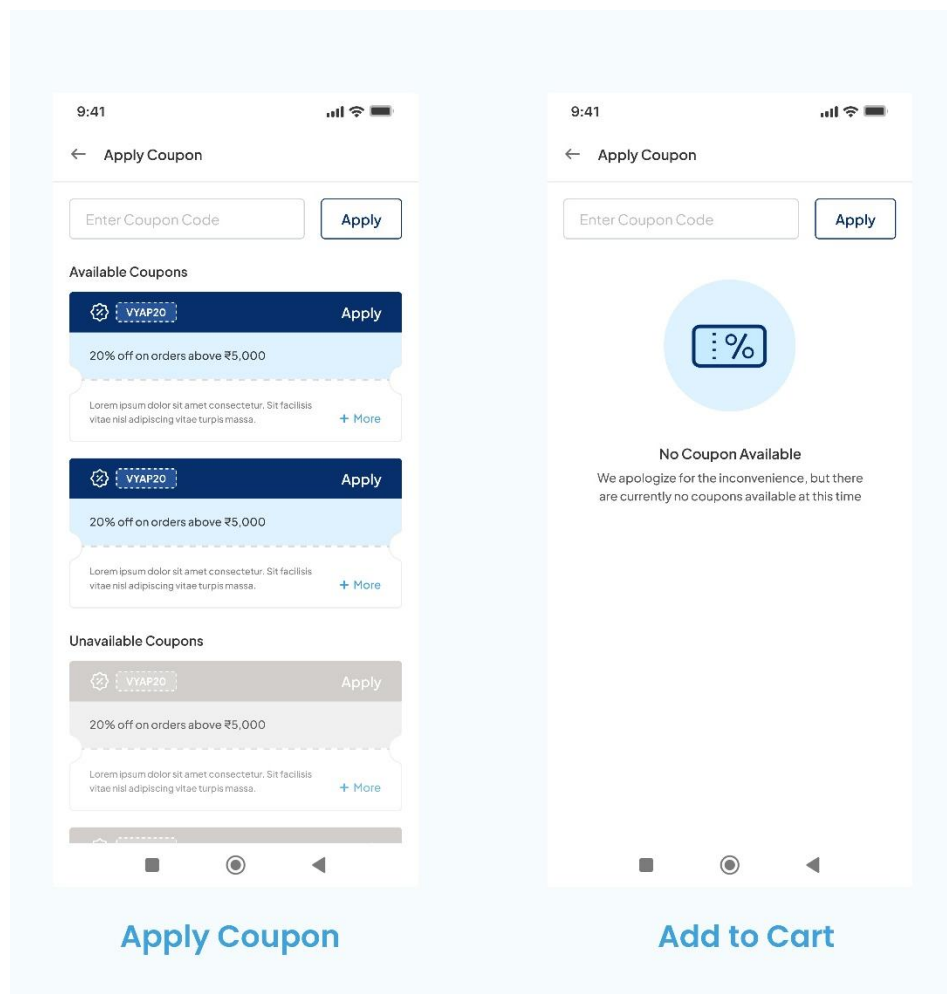 9:41
Apply Coupon
Enter Coupon Code
Apply
Available Coupons
VYAP20
Apply
20% off on orders above ₹5,000
Lorem ipsum dolor sit amet consectetur. Sit facilisis
vitae nisl adipiscing vitae turpis massa.
+ More
VYAP20
Apply
20% off on orders above ₹5,000
Lorem ipsum dolor sit amet consectetur. Sit facilisis
vitae nisl adipiscing vitae turpis massa.
+ More
Unavailable Coupons
VYAP20
Apply
20% off on orders above ₹5,000
Lorem ipsum dolor sit amet consectetur. Sit facilisis
vitae nisl adipiscing vitae turpis massa.
+ More
Apply Coupon
9:41
Apply Coupon
Enter Coupon Code
Apply
%
No Coupon Available
We apologize for the inconvenience, but there
are currently no coupons available at this time
Add to Cart